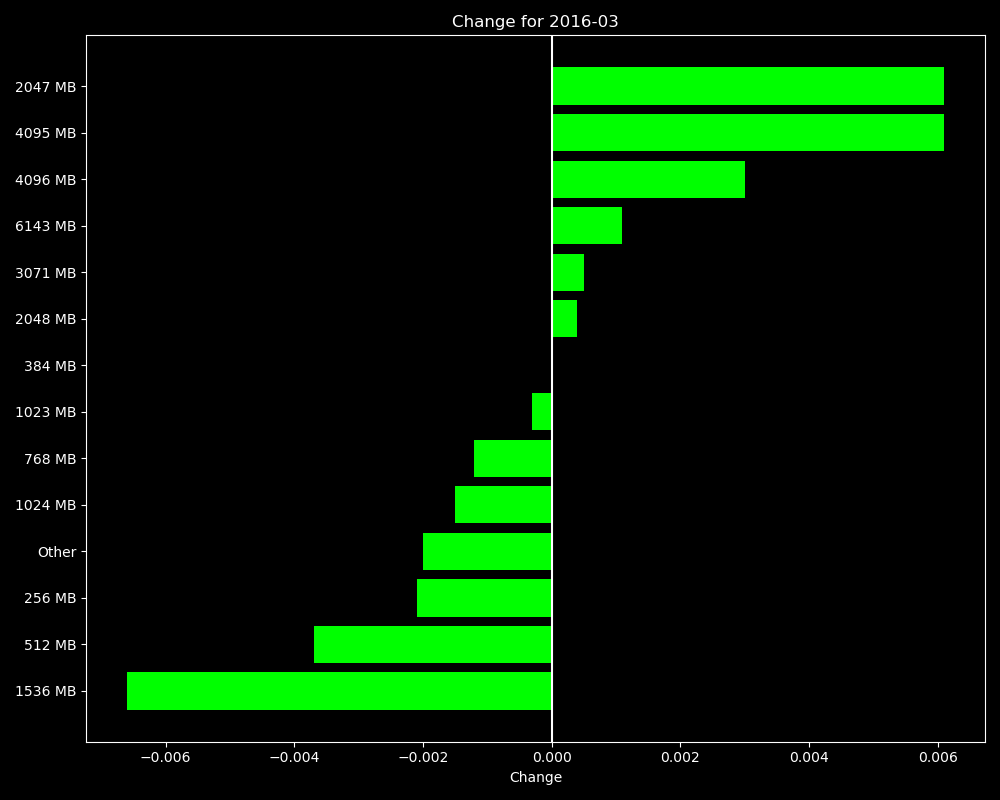 Change for 2016-03
2047 MB
4095 MB
4096 MB
6143 MB
3071 MB
2048 MB
384 MB
1023 MB
768 MB
1024 MB
Other
256 MB
512 MB
1536 MB
−0.006 −0.004 −0.002 0.000 0.002 0.004 0.006
Change